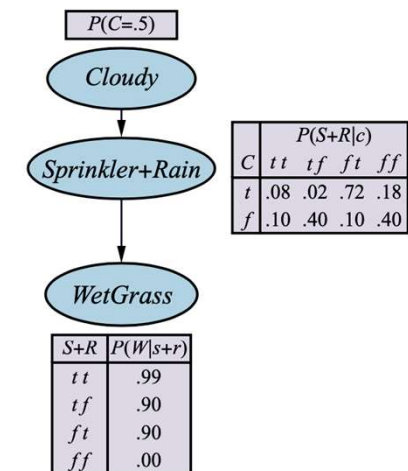 P(C=.5)
Cloudy
Sprinkler+Rain
P(S+R|c)
C tt tf ft ff
t .08 .02 .72 .18
f .10 .40 .10 .40
WetGrass
S+R P(W|s+r)
tt .99
tf .90
ft .90
ff .00